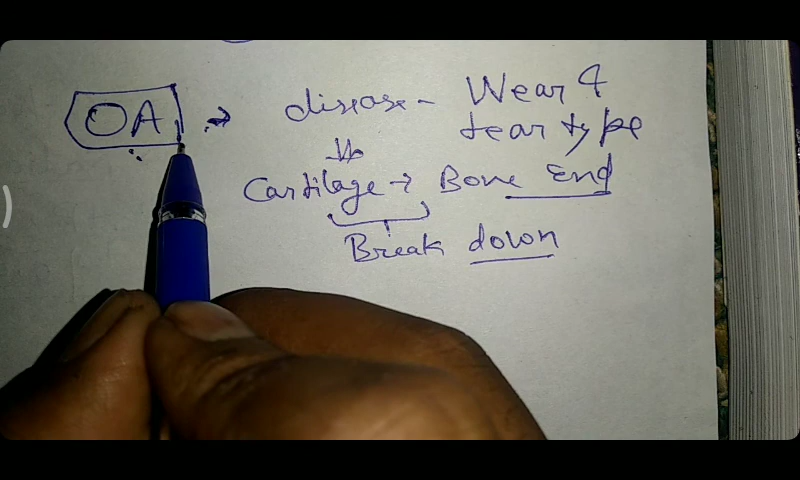 OA → disease - Wear &
tear type
Cartilage → Bone End
Break down